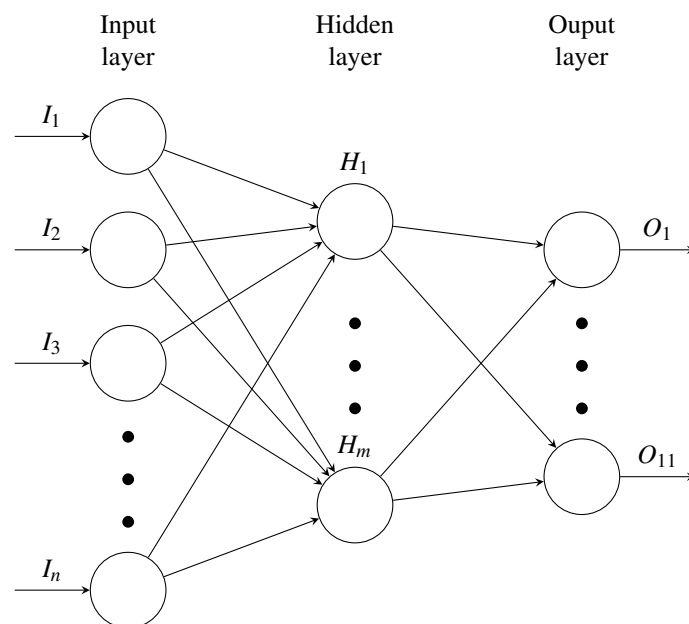 Input
layer
Hidden
layer
Ouput
layer
I1
I2
I3
In
H1
Hm
O1
O11